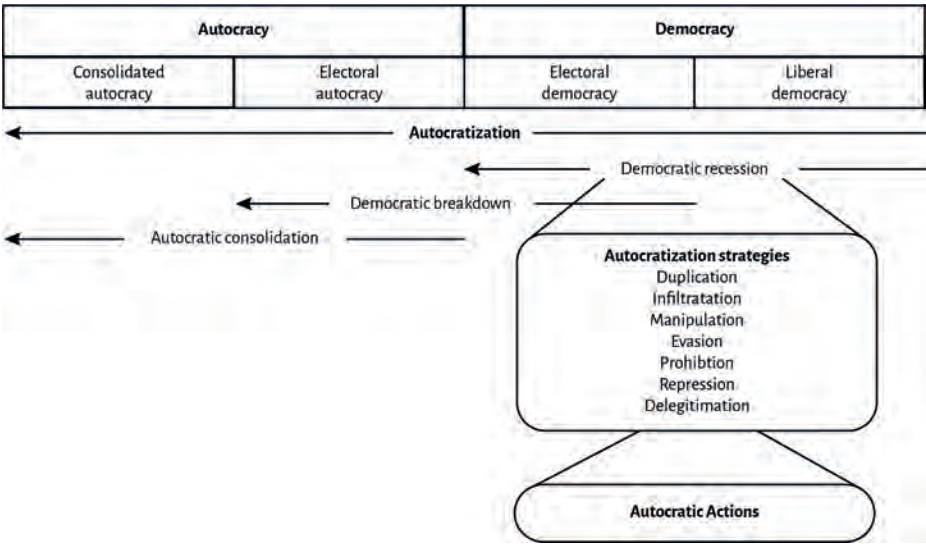 Autocracy
Democracy
Consolidated
autocracy
Electoral
autocracy
Electoral
democracy
Liberal
democracy
Autocratization
Democratic recession
Democratic breakdown
Autocratic consolidation
Autocratization strategies
Duplication
Infiltratation
Manipulation
Evasion
Prohibtion
Repression
Delegitimation
Autocratic Actions